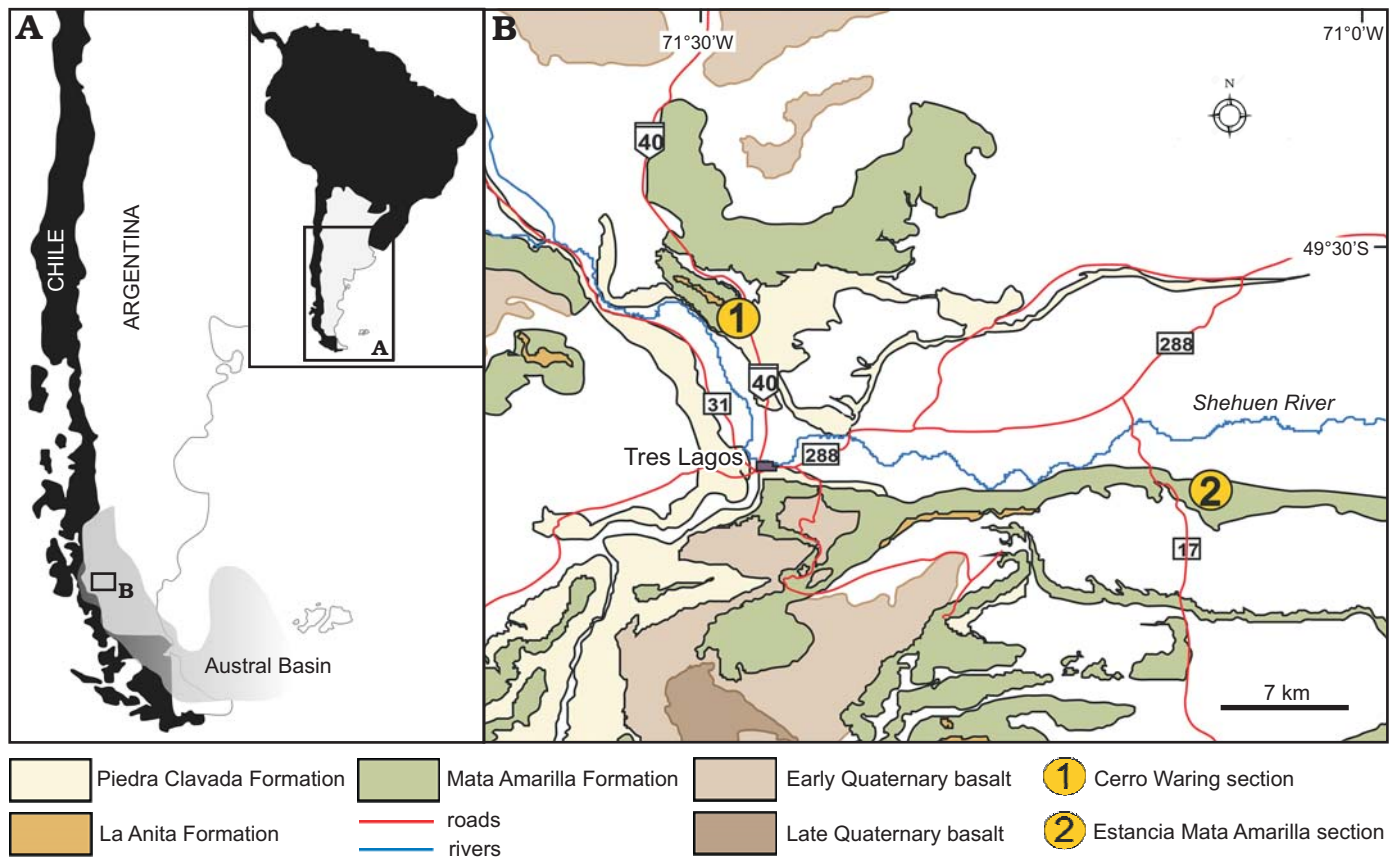 A
CHILE
ARGENTINA
A
B
Austral Basin
B
71°30'W
71°0'W
N
40
49°30'S
1
288
40
31
Shehuen River
Tres Lagos
288
2
17
7 km
Piedra Clavada Formation
Mata Amarilla Formation
Early Quaternary basalt
1 Cerro Waring section
La Anita Formation
roads
rivers
Late Quaternary basalt
2 Estancia Mata Amarilla section